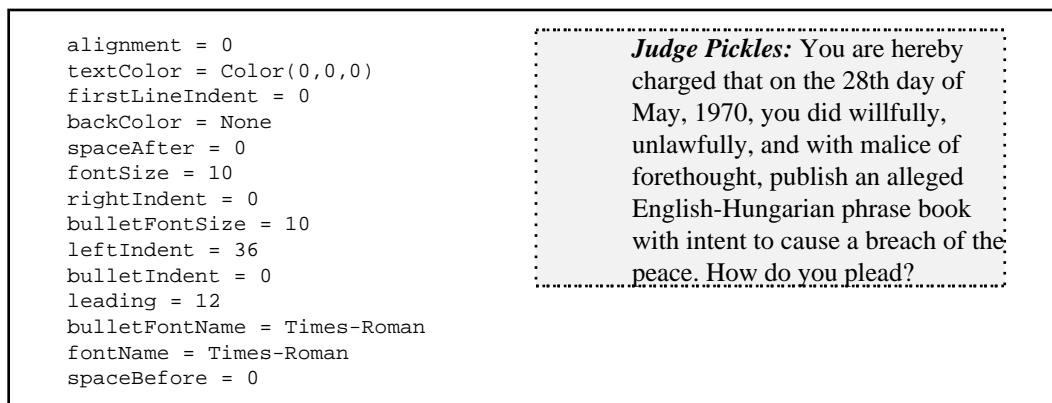 alignment = 0
textColor = Color(0,0,0)
firstLineIndent = 0
backColor = None
spaceAfter = 0
fontSize = 10
rightIndent = 0
bulletFontSize = 10
leftIndent = 36
bulletIndent = 0
leading = 12
bulletFontName = Times-Roman
fontName = Times-Roman
spaceBefore = 0
Judge Pickles: You are hereby
charged that on the 28th day of
May, 1970, you did willfully,
unlawfully, and with malice of
forethought, publish an alleged
English-Hungarian phrase book
with intent to cause a breach of the
peace. How do you plead?